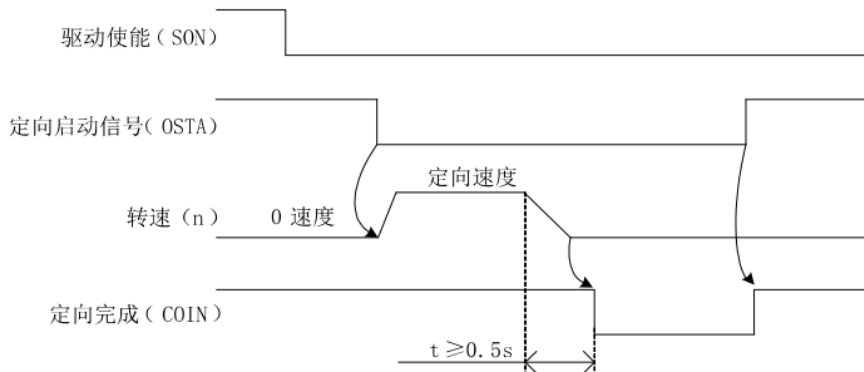 驱动使能（SON）
定向启动信号（OSTA）
定向速度
转速（n） 0 速度
定向完成（COIN）
t≥0.5s